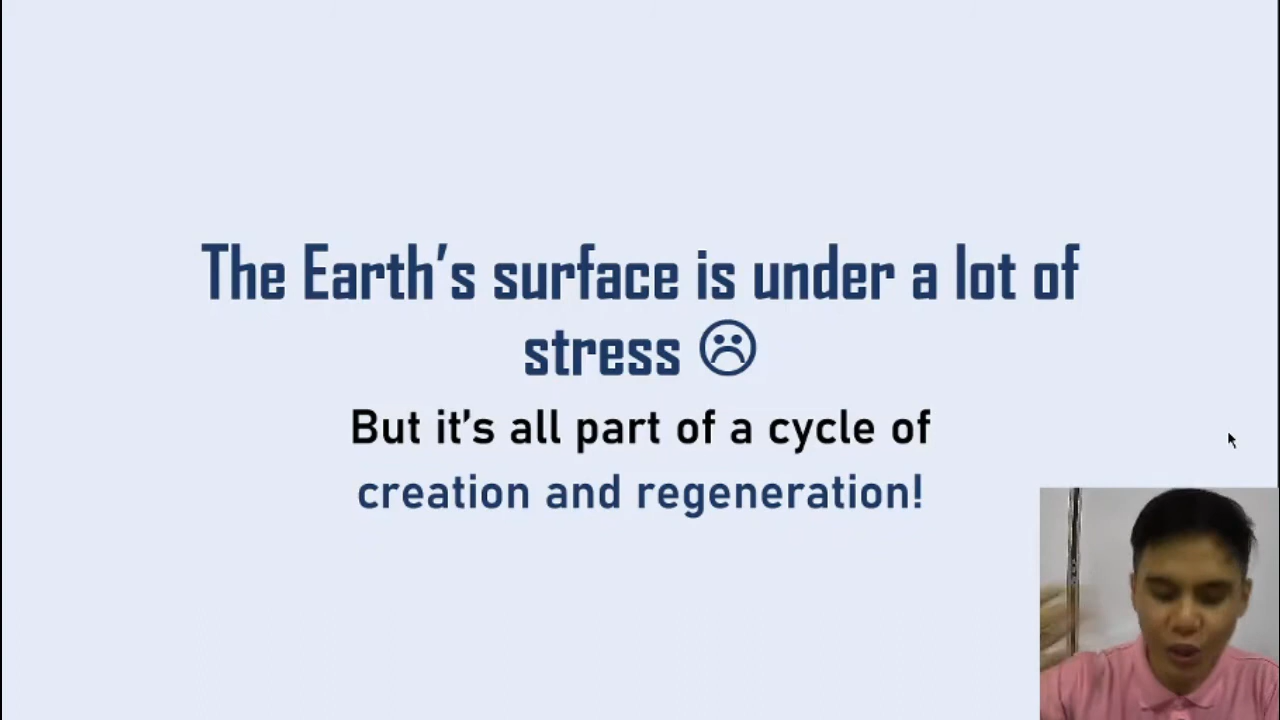 The Earth’s surface is under a lot of
stress ☹
But it’s all part of a cycle of
creation and regeneration!